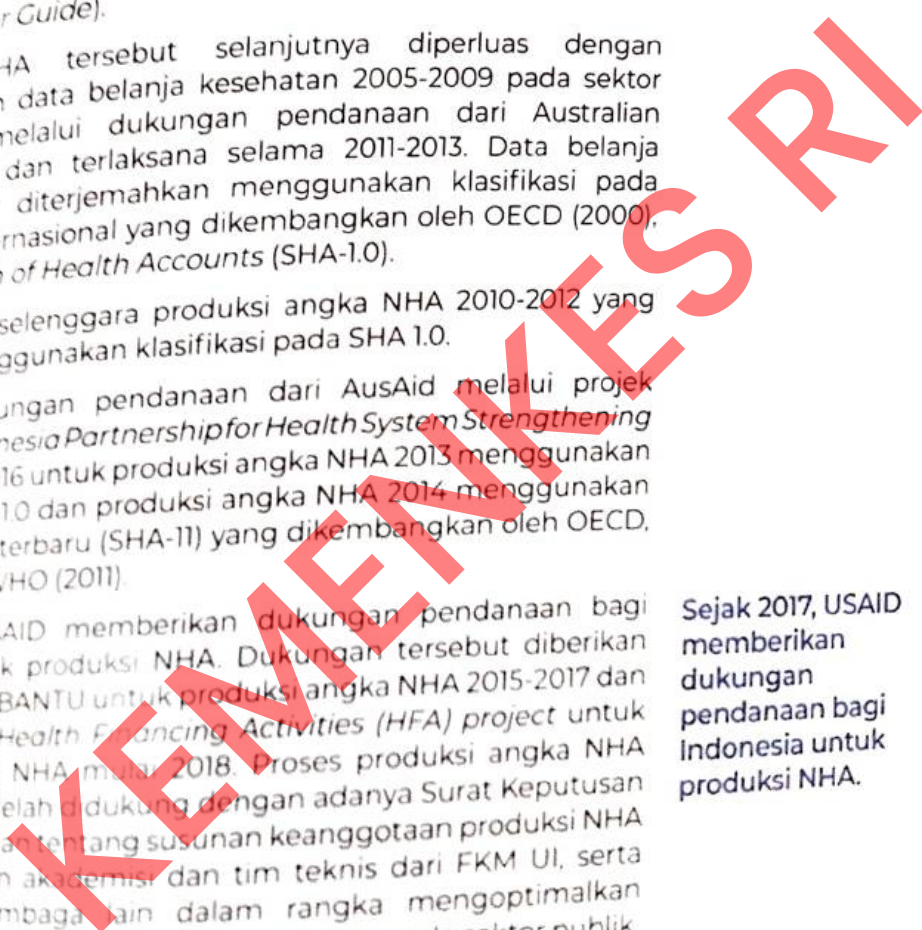 r Guide).
HA tersebut selanjutnya diperluas dengan
n data belanja kesehatan 2005-2009 pada sektor
melalui dukungan pendanaan dari Australian
dan terlaksana selama 2011-2013. Data belanja
diterjemahkan menggunakan klasifikasi pada
rnasional yang dikembangkan oleh OECD (2000),
of Health Accounts (SHA-1.0).
selenggara produksi angka NHA 2010-2012 yang
ggunakan klasifikasi pada SHA 1.0.
ungan pendanaan dari AusAid melalui projek
nesia Partnership for Health System Strengthening
16 untuk produksi angka NHA 2013 menggunakan
1.0 dan produksi angka NHA 2014 menggunakan
terbaru (SHA-11) yang dikembangkan oleh OECD,
WHO (2011).
AID memberikan dukungan pendanaan bagi
k produksi NHA. Dukungan tersebut diberikan
BANTU untuk produksi angka NHA 2015-2017 dan
Health Financing Activities (HFA) project untuk
NHA mulai 2018. Proses produksi angka NHA
elah didukung dengan adanya Surat Keputusan
an tentang susunan keanggotaan produksi NHA
n akademisi dan tim teknis dari FKM UI, serta
mbaga lain dalam rangka mengoptimalkan
publik
Sejak 2017, USAID
memberikan
dukungan
pendanaan bagi
Indonesia untuk
produksi NHA.
KEMENKES RI